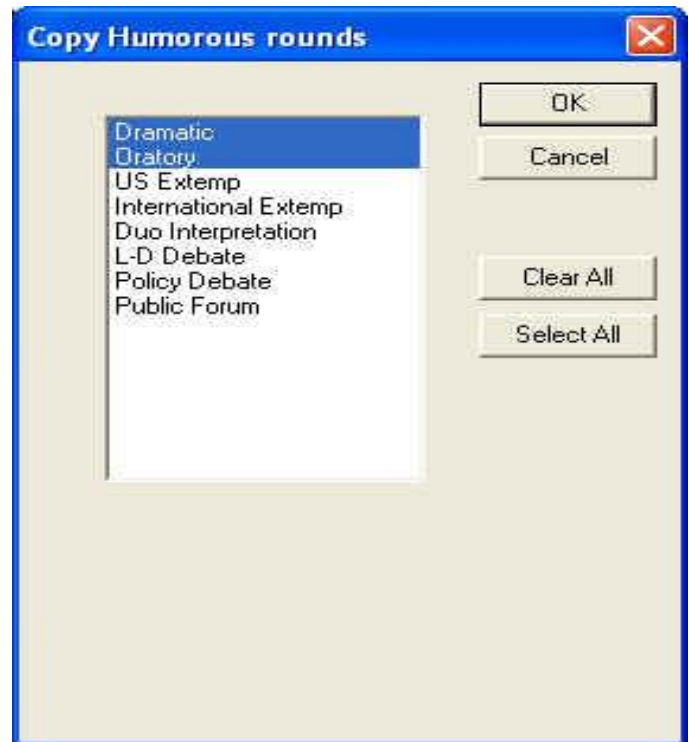 Copy Humorous rounds
Dramatic
Oratory
US Extemp
International Extemp
Duo Interpretation
L-D Debate
Policy Debate
Public Forum
OK
Cancel
Clear All
Select All